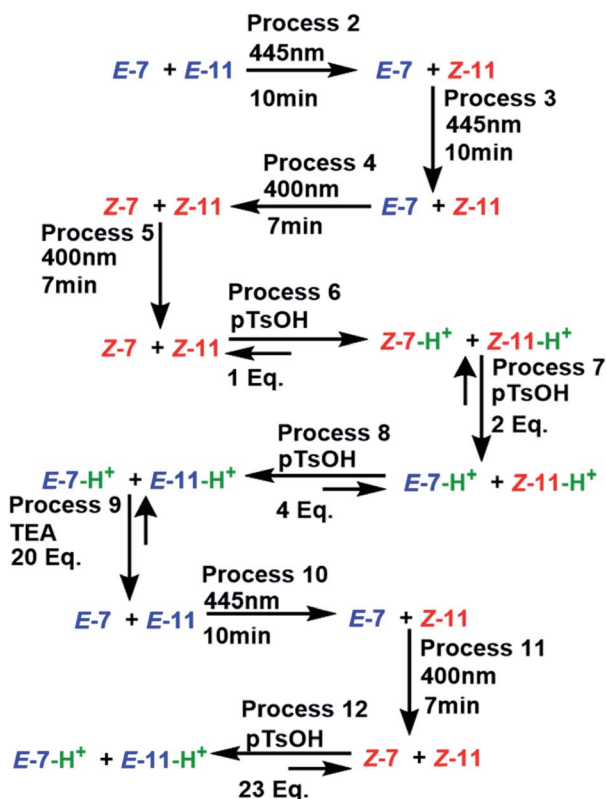 Process 2
445nm
E-7 + E-11
E-7 + Z-11
10min
Process 3
445nm
10min
Process 4
400nm
Z-7 + Z-11
E-7 + Z-11
7min
Process 5
400nm
7min
Process 6
pTsOH
Z-7 + Z-11
Z-7-H⁺ + Z-11-H⁺
1 Eq.
Process 7
pTsOH
2 Eq.
Process 8
pTsOH
E-7-H⁺ + E-11-H⁺
E-7-H⁺ + Z-11-H⁺
4 Eq.
Process 9
TEA
20 Eq.
Process 10
445nm
E-7 + E-11
E-7 + Z-11
10min
Process 11
400nm
7min
Process 12
pTsOH
E-7-H⁺ + E-11-H⁺
Z-7 + Z-11
23 Eq.